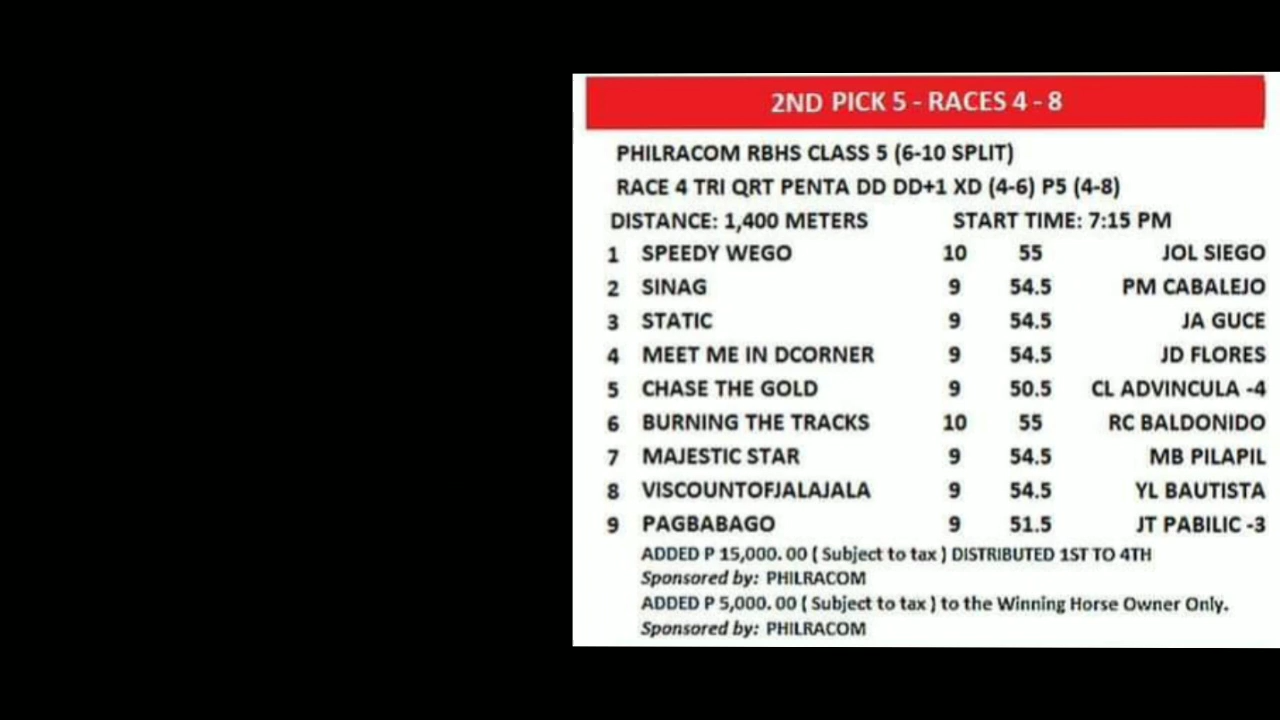 2ND PICK 5 - RACES 4 - 8
PHILRACOM RBHS CLASS 5 (6-10 SPLIT)
RACE 4 TRI QRT PENTA DD DD+1 XD (4-6) P5 (4-8)
DISTANCE: 1,400 METERS START TIME: 7:15 PM
1 SPEEDY WEGO 10 55 JOL SIEGO
2 SINAG 9 54.5 PM CABALEJO
3 STATIC 9 54.5 JA GUCE
4 MEET ME IN DCORNER 9 54.5 JD FLORES
5 CHASE THE GOLD 9 50.5 CL ADVINCULA -4
6 BURNING THE TRACKS 10 55 RC BALDONIDO
7 MAJESTIC STAR 9 54.5 MB PILAPIL
8 VISCOUNTOFJALAJALA 9 54.5 YL BAUTISTA
9 PAGBABAGO 9 51.5 JT PABILIC -3
ADDED P 15,000. 00 ( Subject to tax ) DISTRIBUTED 1ST TO 4TH
Sponsored by: PHILRACOM
ADDED P 5,000. 00 ( Subject to tax ) to the Winning Horse Owner Only.
Sponsored by: PHILRACOM